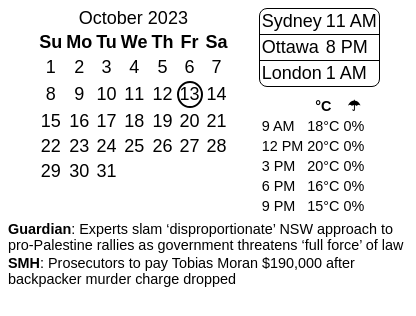 October 2023
Su Mo Tu We Th Fr Sa
1 2 3 4 5 6 7
8 9 10 11 12 13 14
15 16 17 18 19 20 21
22 23 24 25 26 27 28
29 30 31
Sydney 11 AM
Ottawa 8 PM
London 1 AM
°C ☂
9 AM 18°C 0%
12 PM 20°C 0%
3 PM 20°C 0%
6 PM 16°C 0%
9 PM 15°C 0%
Guardian: Experts slam ‘disproportionate’ NSW approach to
pro-Palestine rallies as government threatens ‘full force’ of law
SMH: Prosecutors to pay Tobias Moran $190,000 after
backpacker murder charge dropped